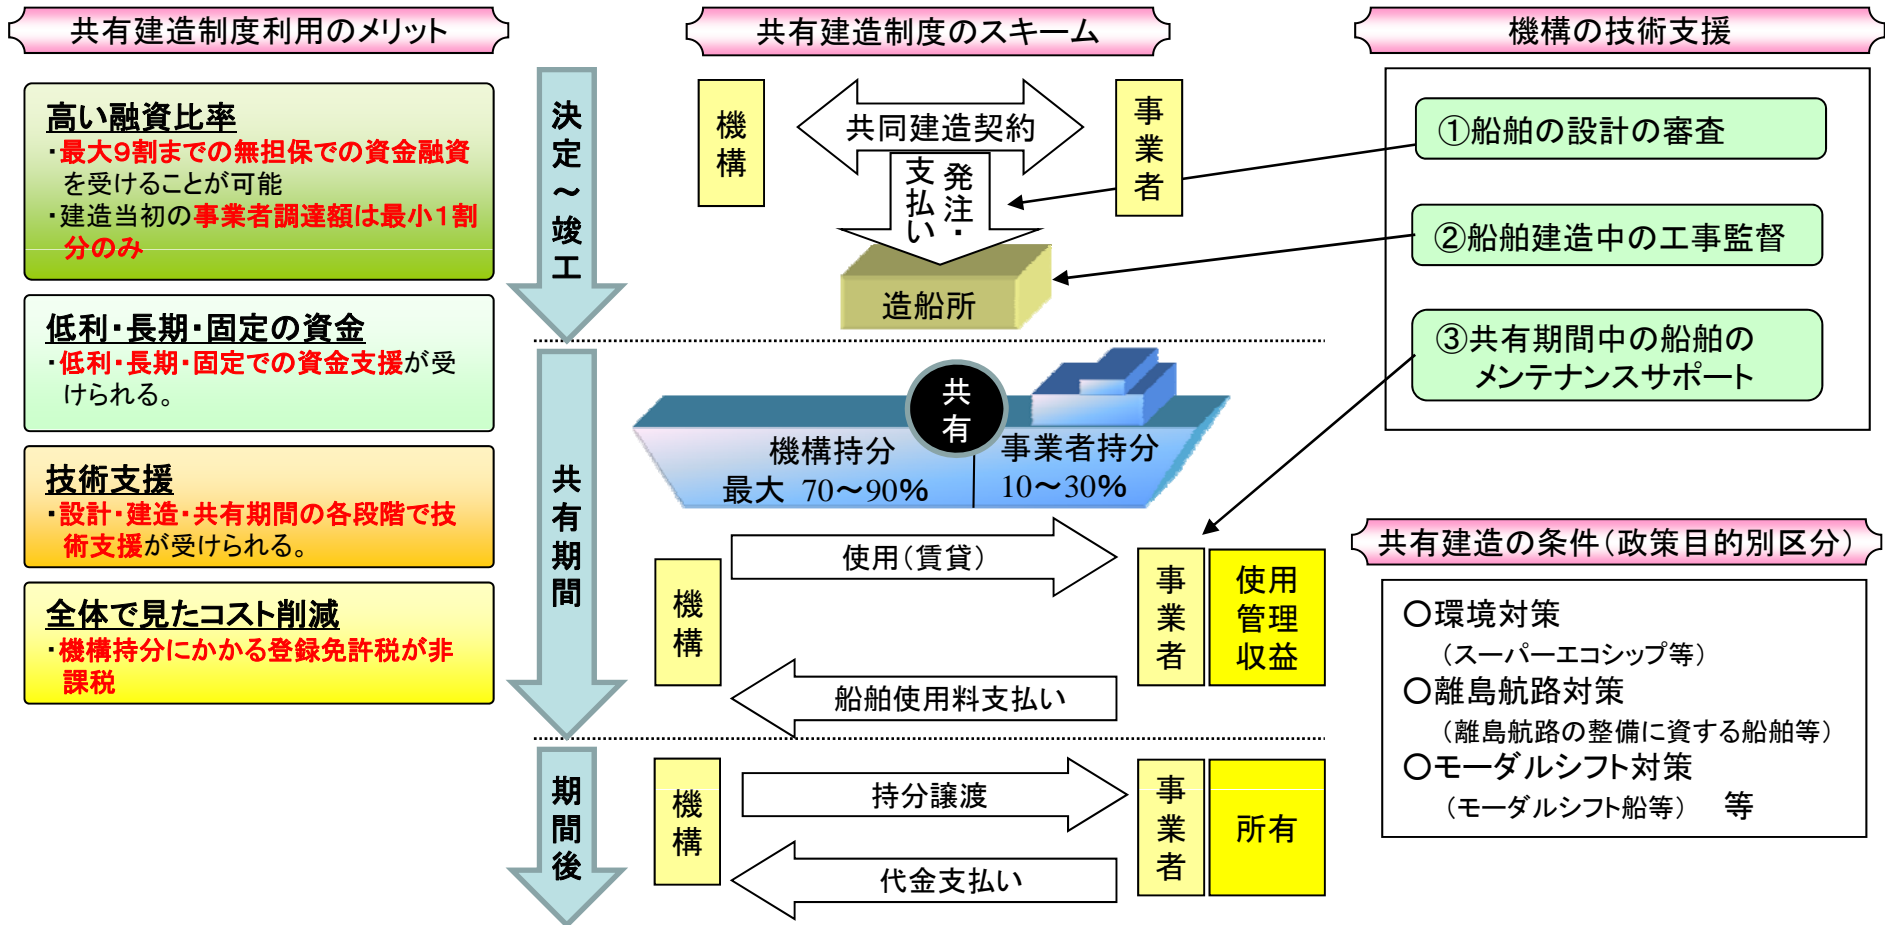 共有建造制度利用のメリット
高い融資比率
・最大9割までの無担保での資金融資
を受けることが可能
・建造当初の事業者調達額は最小1割
分のみ
低利・長期・固定の資金
・低利・長期・固定での資金支援が受
けられる。
技術支援
・設計・建造・共有期間の各段階で技
術支援が受けられる。
全体で見たコスト削減
・機構持分にかかる登録免許税が非
課税
共有建造制度のスキーム
決定～竣工
機構
共同建造契約
事業者
発注・
支払い
造船所
共有期間
共有
機構持分
最大 70～90%
事業者持分
10～30%
機構
使用(賃貸)
船舶使用料支払い
事業者
使用
管理
収益
期間後
機構
持分譲渡
代金支払い
事業者
所有
機構の技術支援
①船舶の設計の審査
②船舶建造中の工事監督
③共有期間中の船舶の
メンテナンスサポート
共有建造の条件(政策目的別区分)
○環境対策
(スーパーエコシップ等)
○離島航路対策
(離島航路の整備に資する船舶等)
○モーダルシフト対策
(モーダルシフト船等) 等